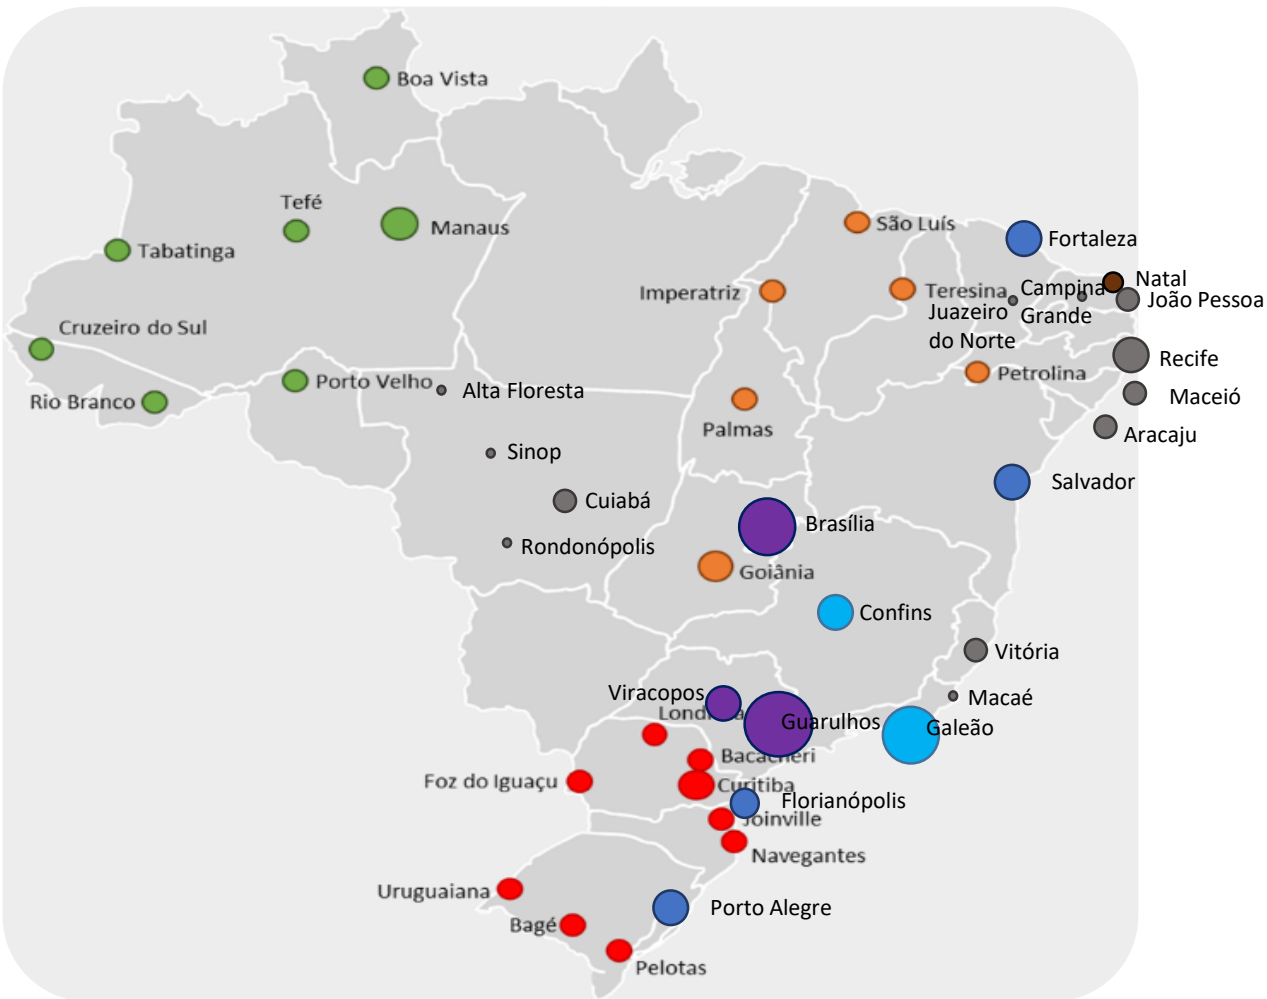 Boa Vista
Tefé
Manaus
São Luís
Fortaleza
Tabatinga
Natal
Imperatriz
Teresina
Campina
Grande
João Pessoa
Juazeiro
do Norte
Cruzeiro do Sul
Recife
Porto Velho
Alta Floresta
Petrolina
Rio Branco
Maceió
Palmas
Aracaju
Sinop
Salvador
Cuiabá
Brasília
Rondonópolis
Goiânia
Confins
Vitória
Viracopos
Macaé
Guarulhos
Galeão
Bacacheri
Foz do Iguaçu
Curitiba
Florianópolis
Joinville
Navegantes
Uruguaiana
Porto Alegre
Bagé
Pelotas